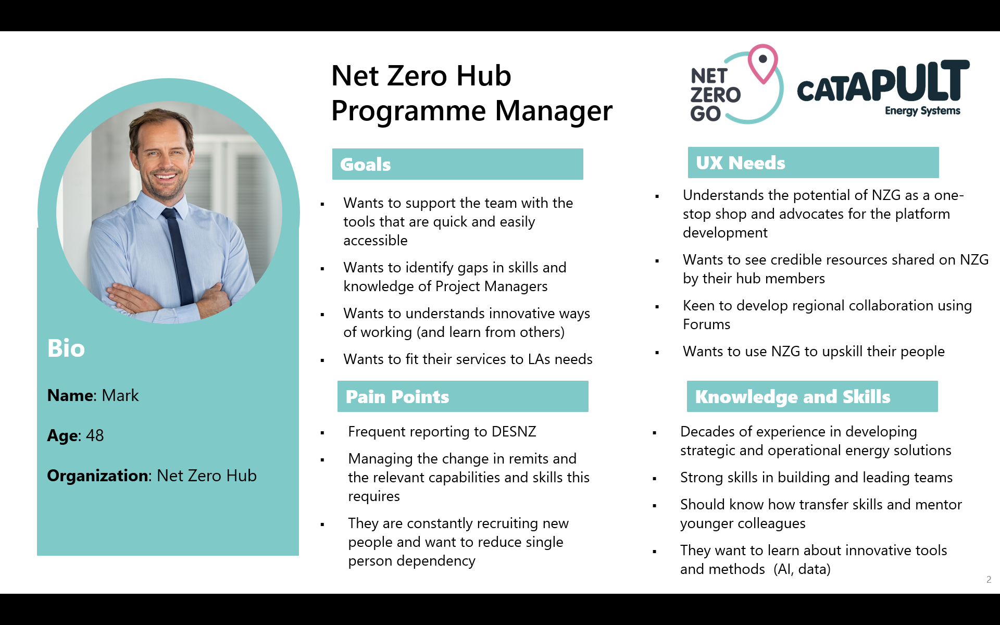 Net Zero Hub
Programme Manager
NET
ZERO
GO
CATAPULT
Energy Systems
Bio
Name: Mark
Age: 48
Organization: Net Zero Hub
Goals
▪ Wants to support the team with the
tools that are quick and easily
accessible
▪ Wants to identify gaps in skills and
knowledge of Project Managers
▪ Wants to understands innovative ways
of working (and learn from others)
▪ Wants to fit their services to LAs needs
Pain Points
▪ Frequent reporting to DESNZ
▪ Managing the change in remits and
the relevant capabilities and skills this
requires
▪ They are constantly recruiting new
people and want to reduce single
person dependency
UX Needs
▪ Understands the potential of NZG as a one-
stop shop and advocates for the platform
development
▪ Wants to see credible resources shared on NZG
by their hub members
▪ Keen to develop regional collaboration using
Forums
▪ Wants to use NZG to upskill their people
Knowledge and Skills
▪ Decades of experience in developing
strategic and operational energy solutions
▪ Strong skills in building and leading teams
▪ Should know how transfer skills and mentor
younger colleagues
▪ They want to learn about innovative tools
and methods  (AI, data)
2